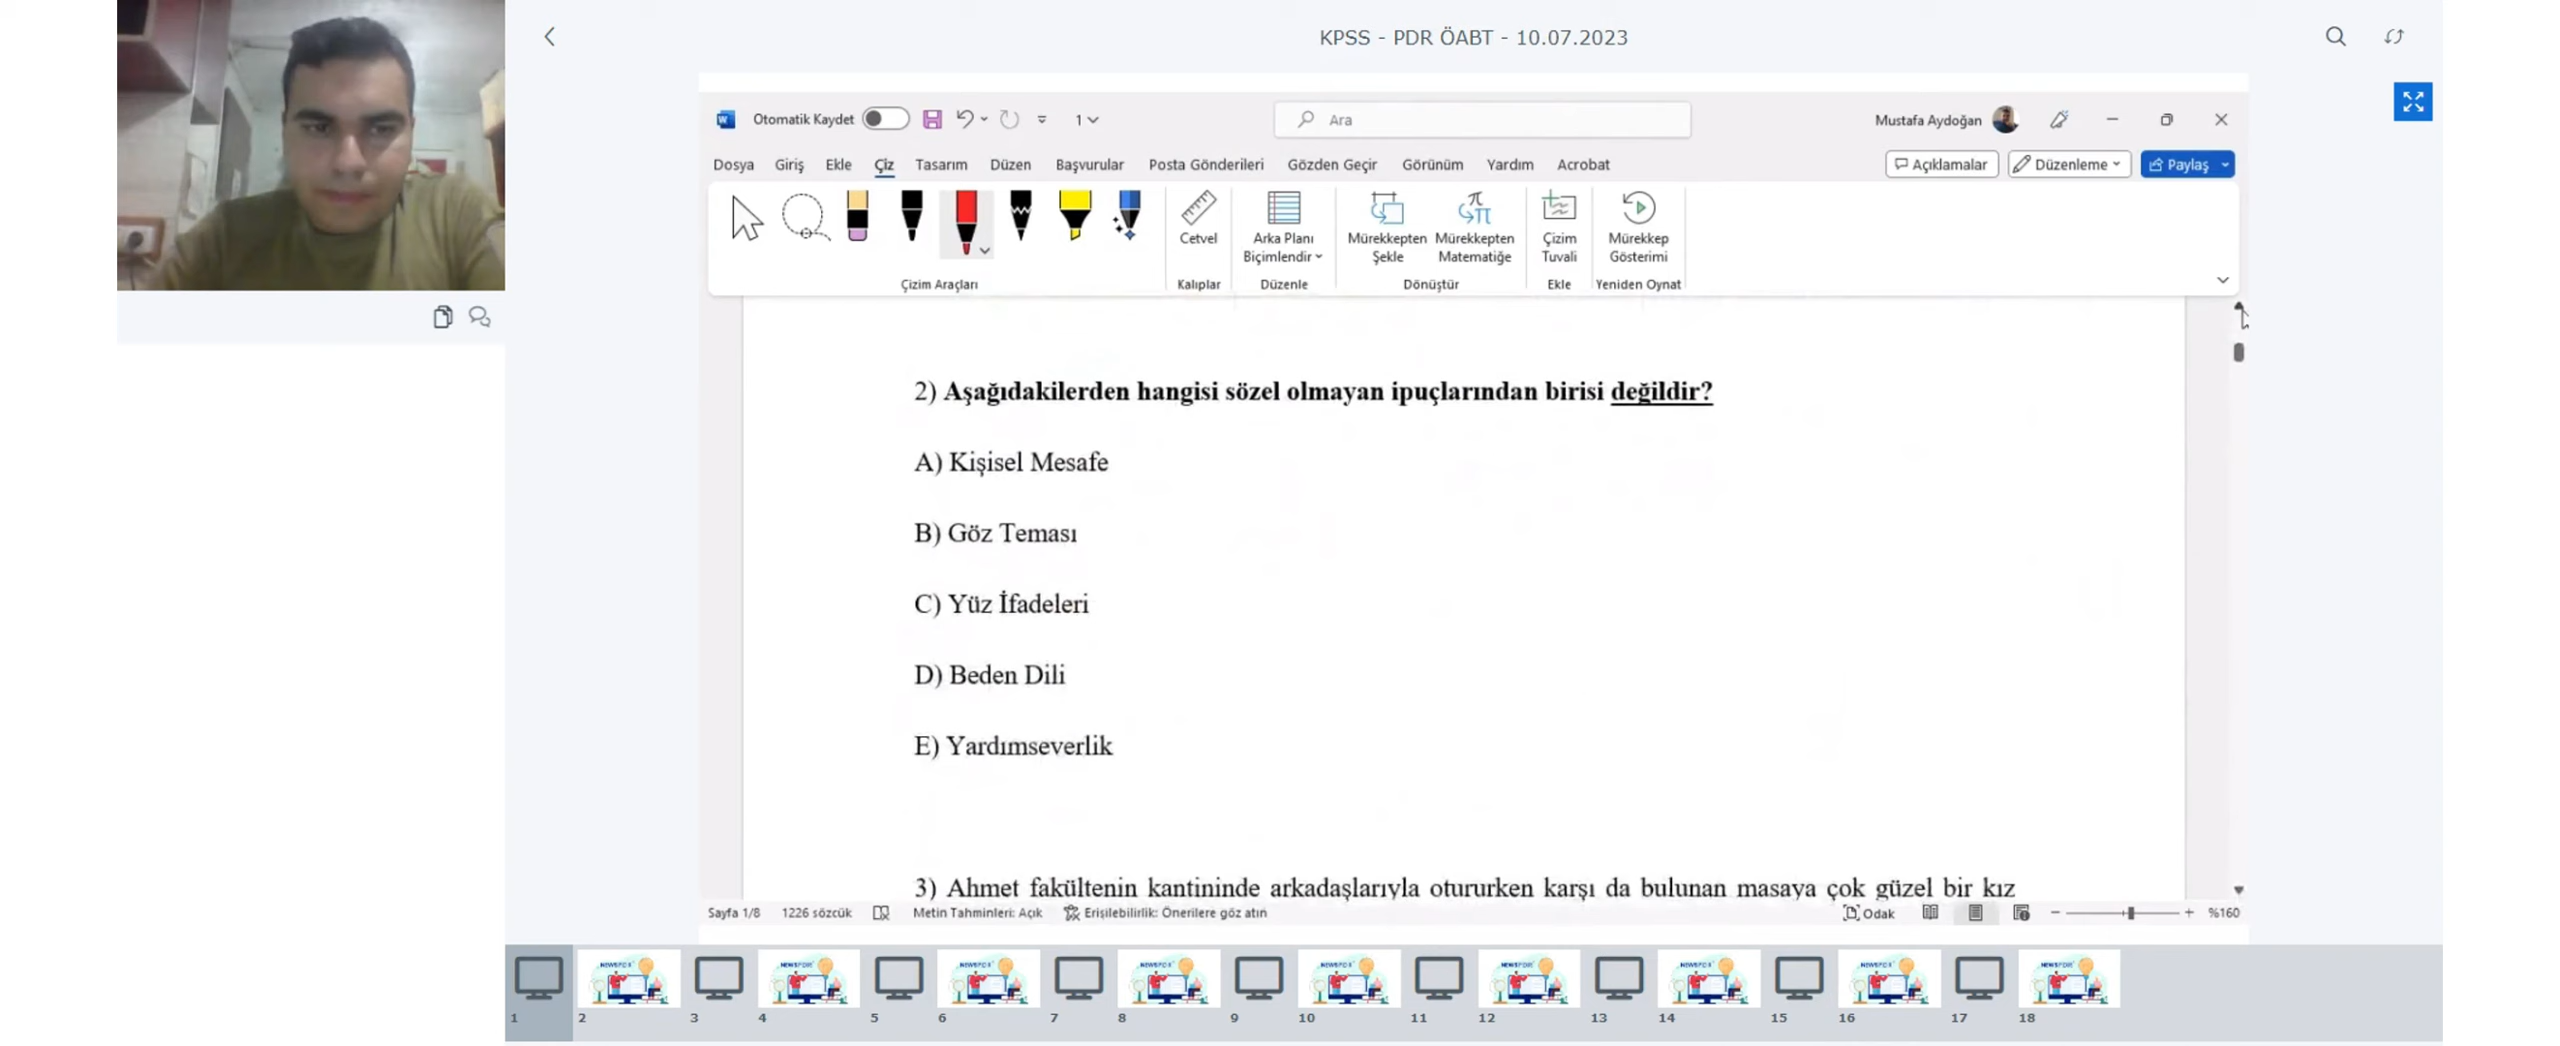 KPSS - PDR ÖABT - 10.07.2023
Otomatik Kaydet
1
Ara
Mustafa Aydoğan
Dosya Giriş Ekle Çiz Tasarım Düzen Başvurular Posta Gönderileri Gözden Geçir Görünüm Yardım Acrobat
Açıklamalar Düzenleme Paylaş
Cetvel
Arka Planı
Biçimlendir
Mürekkepten
Şekle
Mürekkepten
Matematiğe
Çizim
Tuvali
Mürekkep
Gösterimi
Çizim Araçları Kalıplar Düzenle Dönüştür Ekle Yeniden Oynat
2) Aşağıdakilerden hangisi sözel olmayan ipuçlarından birisi değildir?
A) Kişisel Mesafe
B) Göz Teması
C) Yüz İfadeleri
D) Beden Dili
E) Yardımseverlik
3) Ahmet fakültenin kantininde arkadaşlarıyla otururken karşı da bulunan masaya çok güzel bir kız
Sayfa 1/8 1226 sözcük Metin Tahminleri: Açık Erişilebilirlik: Önerilere göz atın Odak %160
1 2 3 4 5 6 7 8 9 10 11 12 13 14 15 16 17 18